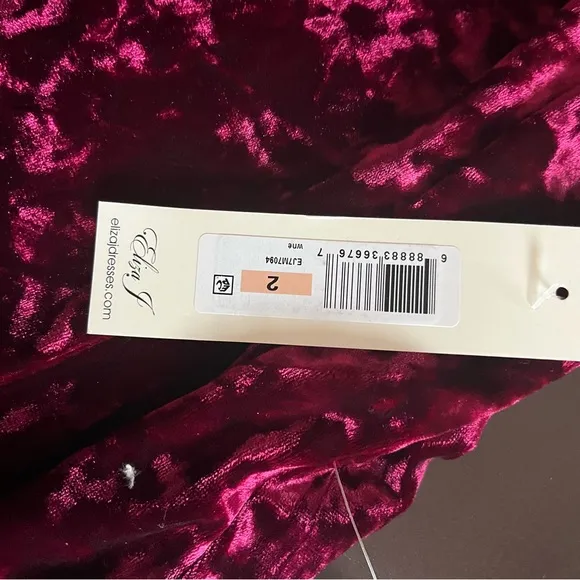 Eliza J
elizajdresses.com
6 88883 36676 7
EJ7M7094
wne
2